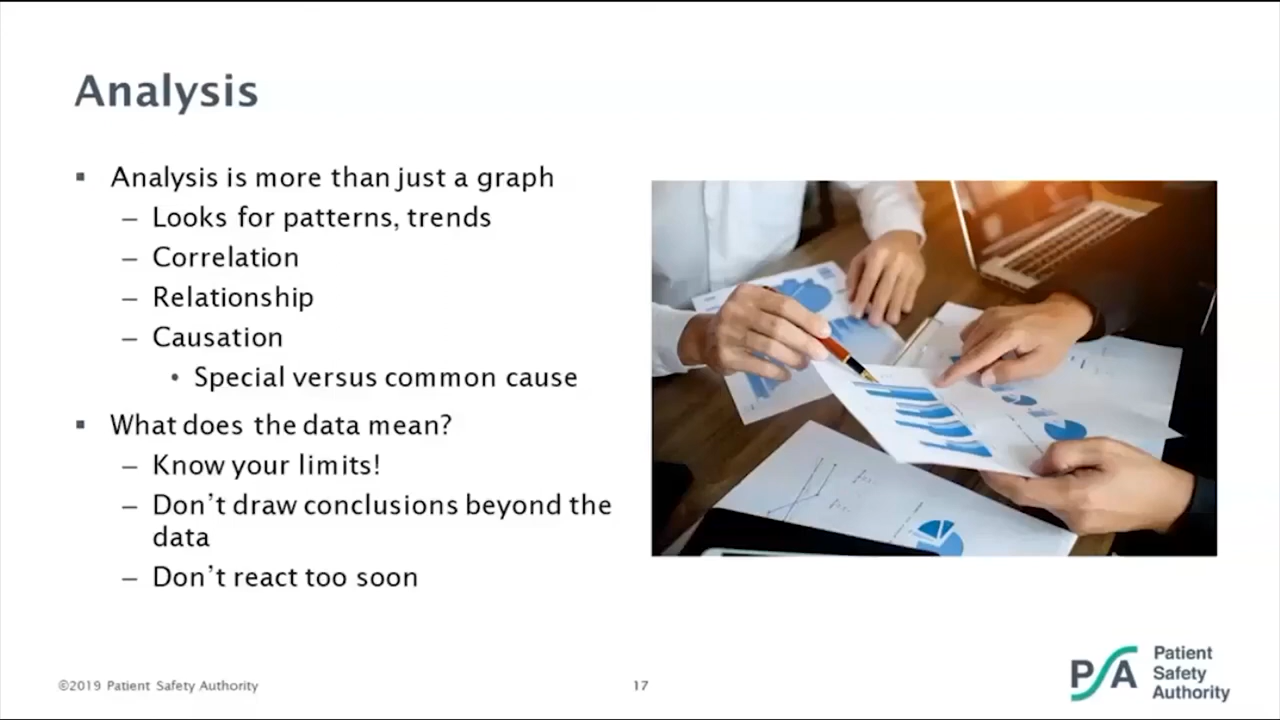 Analysis
▪ Analysis is more than just a graph
– Looks for patterns, trends
– Correlation
– Relationship
– Causation
• Special versus common cause
▪ What does the data mean?
– Know your limits!
– Don’t draw conclusions beyond the
data
– Don’t react too soon
©2019 Patient Safety Authority
17
PSA
Patient
Safety
Authority